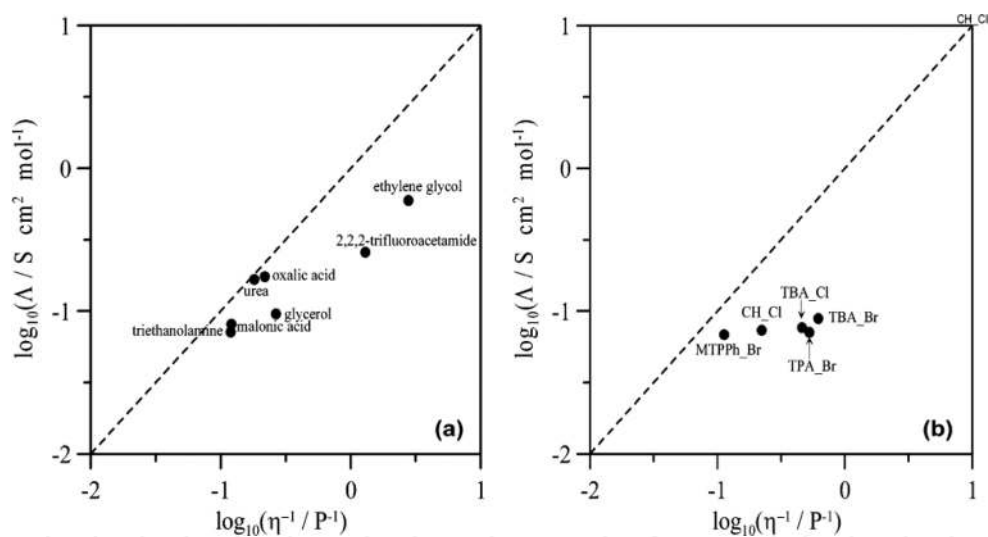 CH_Cl
1
0
-1
-2
log10(Λ / S cm² mol⁻¹)
ethylene glycol
2,2,2-trifluoroacetamide
oxalic acid
urea
glycerol
malonic acid
triethanolamine
(a)
-2
-1
0
1
log10(η⁻¹ / P⁻¹)
1
0
-1
-2
log10(Λ / S cm² mol⁻¹)
TBA_Cl
CH_Cl
TBA_Br
MTPPh_Br
TPA_Br
(b)
-2
-1
0
1
log10(η⁻¹ / P⁻¹)